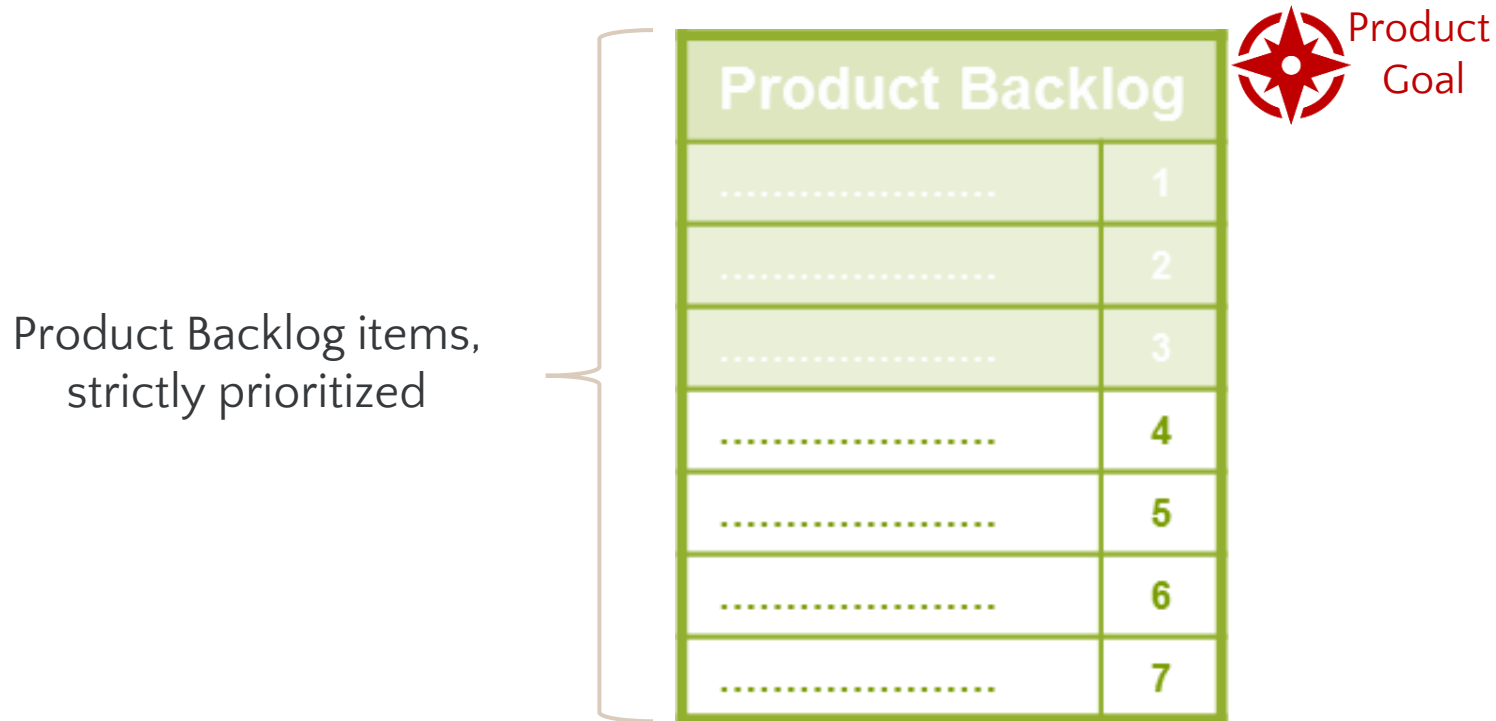 Product
Goal
Product Backlog
..................... 1
..................... 2
..................... 3
Product Backlog items,
strictly prioritized
..................... 4
..................... 5
..................... 6
..................... 7